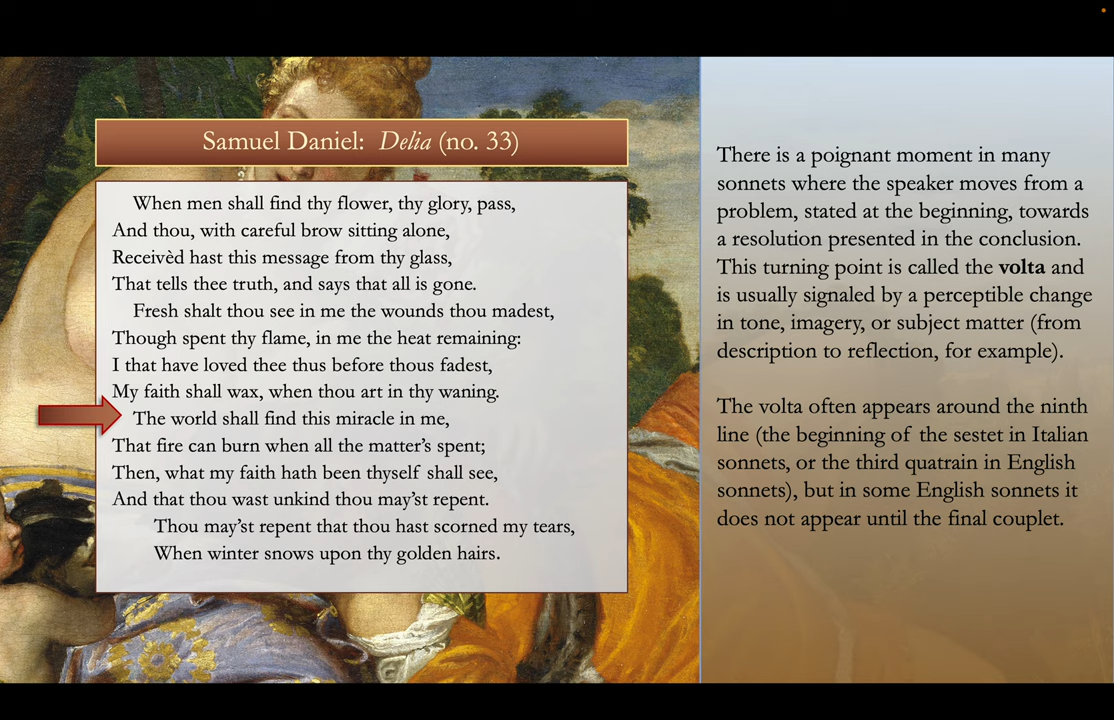 Samuel Daniel: Delia (no. 33)
When men shall find thy flower, thy glory, pass,
And thou, with careful brow sitting alone,
Receivèd hast this message from thy glass,
That tells thee truth, and says that all is gone.
Fresh shalt thou see in me the wounds thou madest,
Though spent thy flame, in me the heat remaining:
I that have loved thee thus before thous fadest,
My faith shall wax, when thou art in thy waning.
The world shall find this miracle in me,
That fire can burn when all the matter's spent;
Then, what my faith hath been thyself shall see,
And that thou wast unkind thou may'st repent.
Thou may'st repent that thou hast scorned my tears,
When winter snows upon thy golden hairs.
There is a poignant moment in many
sonnets where the speaker moves from a
problem, stated at the beginning, towards
a resolution presented in the conclusion.
This turning point is called the volta and
is usually signaled by a perceptible change
in tone, imagery, or subject matter (from
description to reflection, for example).
The volta often appears around the ninth
line (the beginning of the sestet in Italian
sonnets, or the third quatrain in English
sonnets), but in some English sonnets it
does not appear until the final couplet.